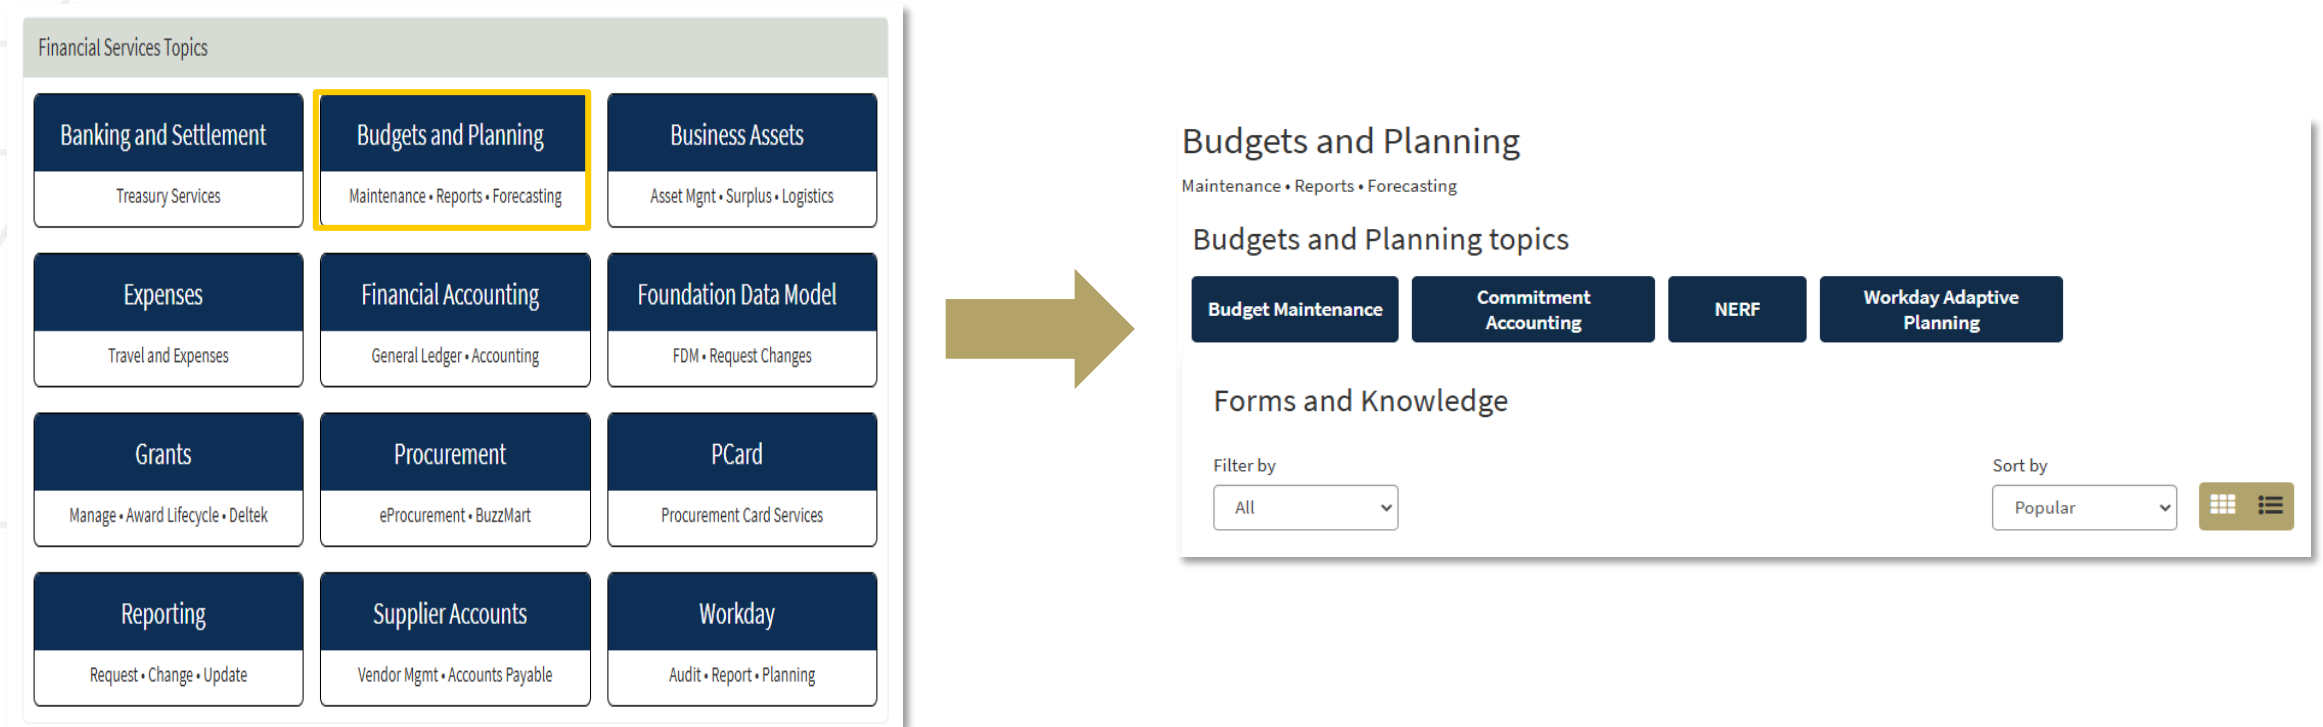 Financial Services Topics
Banking and Settlement
Treasury Services
Budgets and Planning
Maintenance • Reports • Forecasting
Business Assets
Asset Mgnt • Surplus • Logistics
Expenses
Travel and Expenses
Financial Accounting
General Ledger • Accounting
Foundation Data Model
FDM • Request Changes
Grants
Manage • Award Lifecycle • Deltek
Procurement
eProcurement • BuzzMart
PCard
Procurement Card Services
Reporting
Request • Change • Update
Supplier Accounts
Vendor Mgmt • Accounts Payable
Workday
Audit • Report • Planning
Budgets and Planning
Maintenance • Reports • Forecasting
Budgets and Planning topics
Budget Maintenance
Commitment
Accounting
NERF
Workday Adaptive
Planning
Forms and Knowledge
Filter by
All
Sort by
Popular